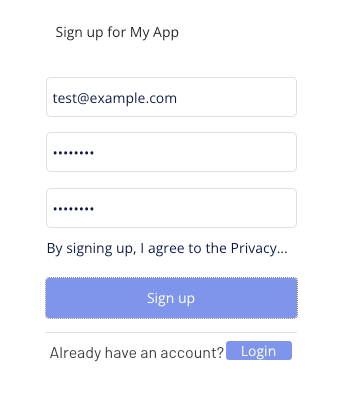 Sign up for My App
test@example.com
••••••••
••••••••
By signing up, I agree to the Privacy...
Sign up
Already have an account? Login